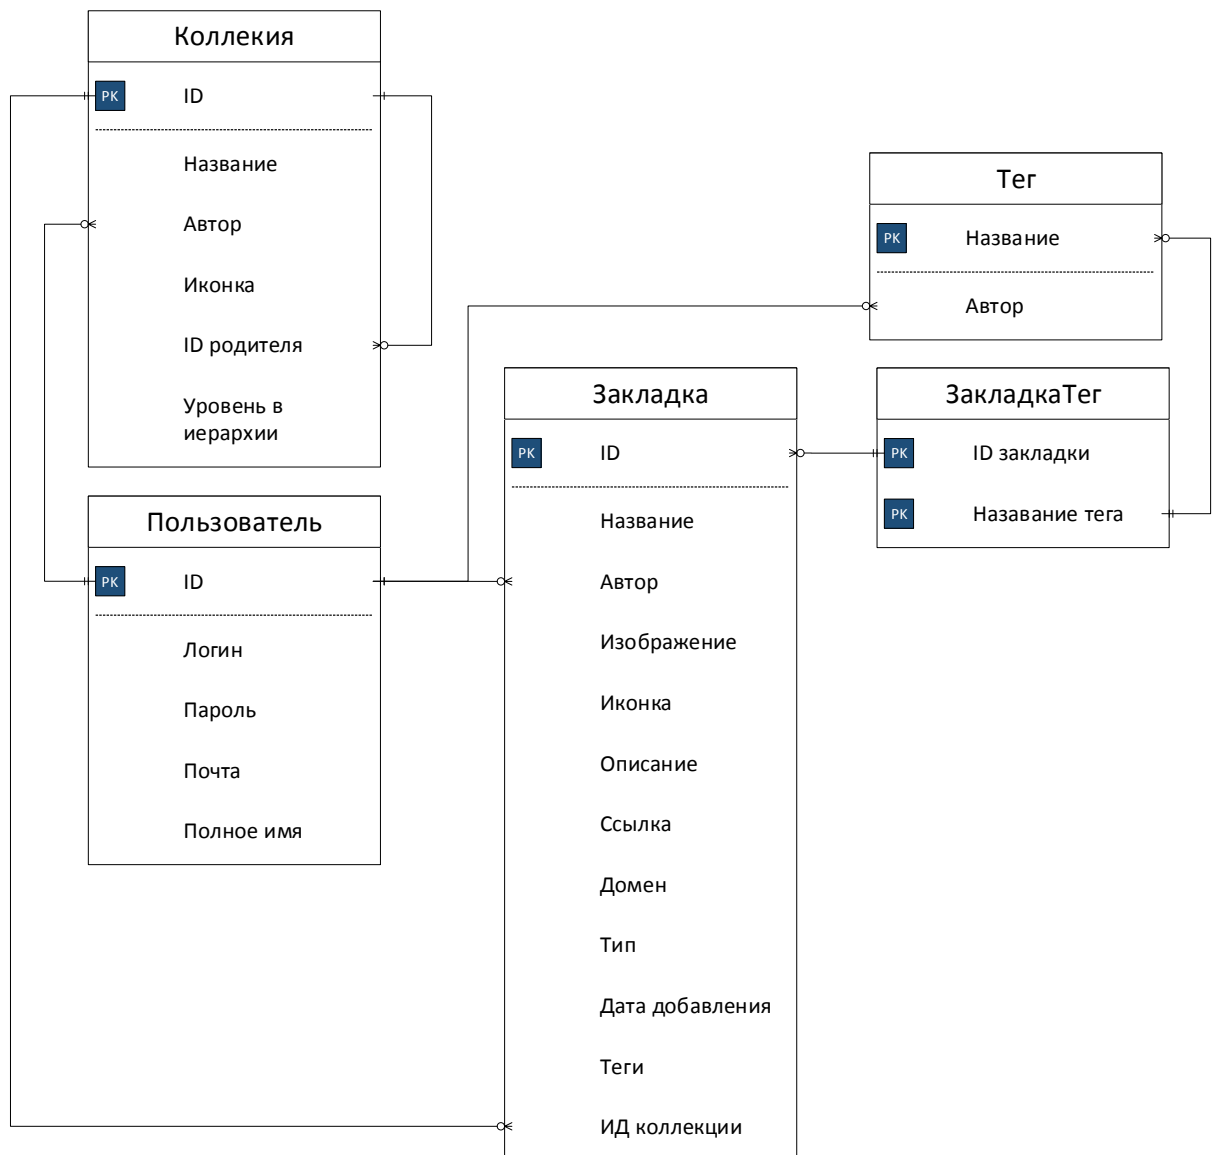 Коллекия
PK ID
Название
Автор
Иконка
ID родителя
Уровень в
иерархии
Пользователь
PK ID
Логин
Пароль
Почта
Полное имя
Закладка
PK ID
Название
Автор
Изображение
Иконка
Описание
Ссылка
Домен
Тип
Дата добавления
Теги
ИД коллекции
Тег
PK Название
Автор
ЗакладкаТег
PK ID закладки
PK Назавание тега